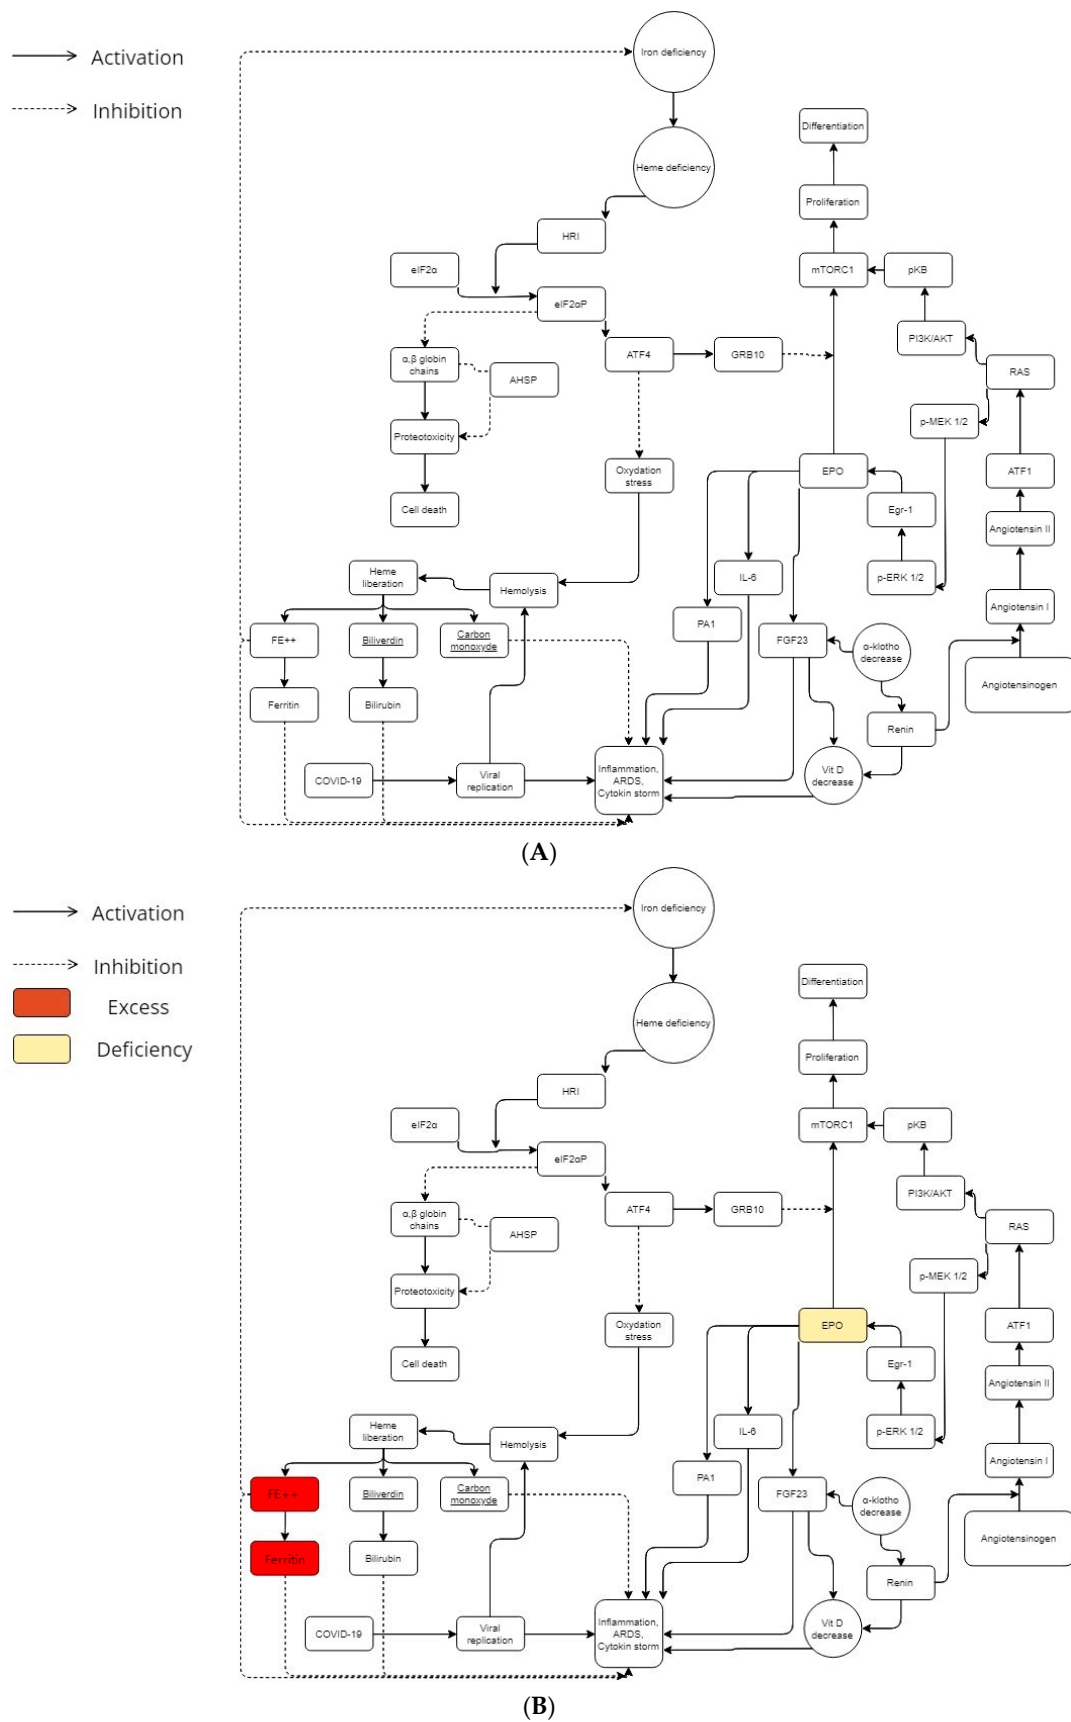 Activation
Inhibition
Iron deficiency
Heme deficiency
HRI
eIF2α
eIF2αP
α,β globin
chains
AHSP
Proteotoxicity
Cell death
ATF4
GRB10
Oxydation
stress
Differentiation
Proliferation
mTORC1
pKB
PI3K/AKT
RAS
p-MEK 1/2
ATF1
EPO
Egr-1
Angiotensin II
p-ERK 1/2
Angiotensin I
IL-6
PA1
FGF23
α-klotho
decrease
Angiotensinogen
Renin
Vit D
decrease
Heme
liberation
Hemolysis
FE++
Biliverdin
Carbon
monoxyde
Ferritin
Bilirubin
COVID-19
Viral
replication
Inflammation,
ARDS,
Cytokin storm
(A)
Activation
Inhibition
Excess
Deficiency
Iron deficiency
Heme deficiency
HRI
eIF2α
eIF2αP
α,β globin
chains
AHSP
Proteotoxicity
Cell death
ATF4
GRB10
Oxydation
stress
Differentiation
Proliferation
mTORC1
pKB
PI3K/AKT
RAS
p-MEK 1/2
ATF1
EPO
Egr-1
Angiotensin II
p-ERK 1/2
Angiotensin I
IL-6
PA1
FGF23
α-klotho
decrease
Angiotensinogen
Renin
Vit D
decrease
Heme
liberation
Hemolysis
FE++
Biliverdin
Carbon
monoxyde
Ferritin
Bilirubin
COVID-19
Viral
replication
Inflammation,
ARDS,
Cytokin storm
(B)